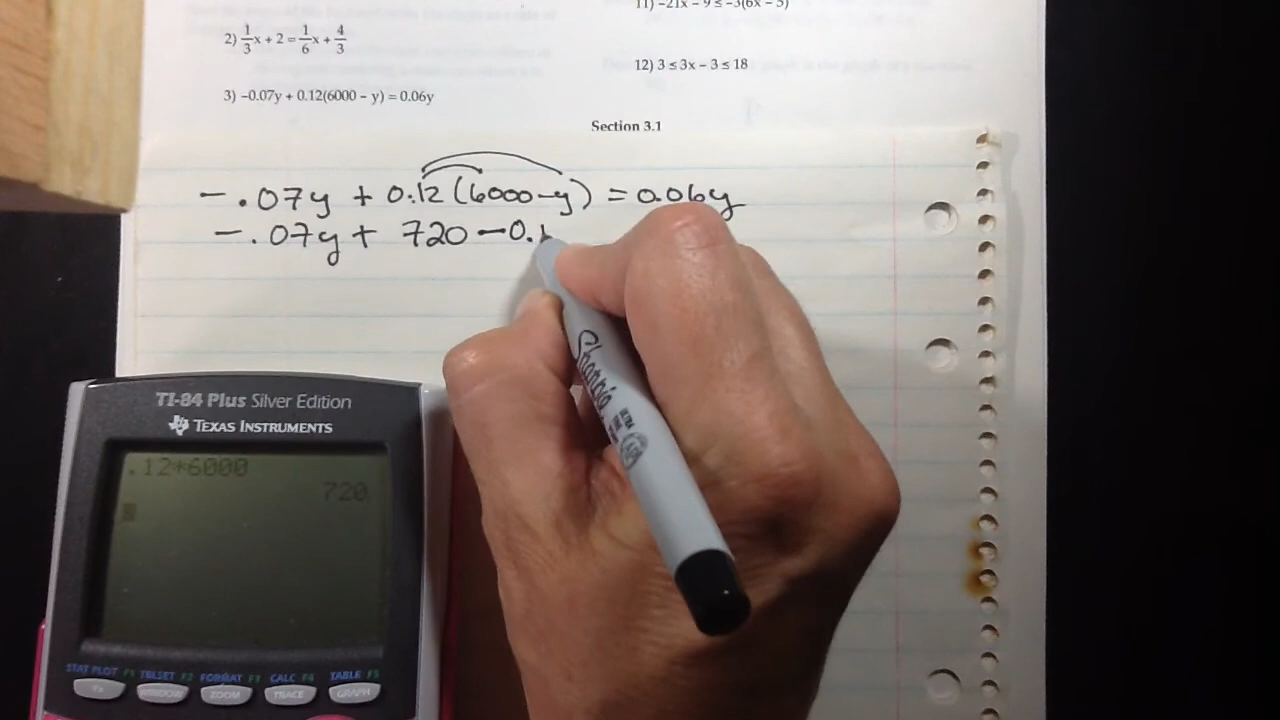 11) −21x − 9 ≤ −3(6x − 5)
2) 1/3x + 2 = 1/6x + 4/3
12) 3 ≤ 3x − 3 ≤ 18
3) −0.07y + 0.12(6000 − y) = 0.06y
Section 3.1
− .07y + 0.12 (6000 − y) = 0.06y
− .07y + 720 − 0.1
Sharpie
TI-84 Plus Silver Edition
TEXAS INSTRUMENTS
.12*6000
720
STAT PLOT F1 TBLSET F2 FORMAT F3 CALC F4 TABLE F5
Y= WINDOW ZOOM TRACE GRAPH